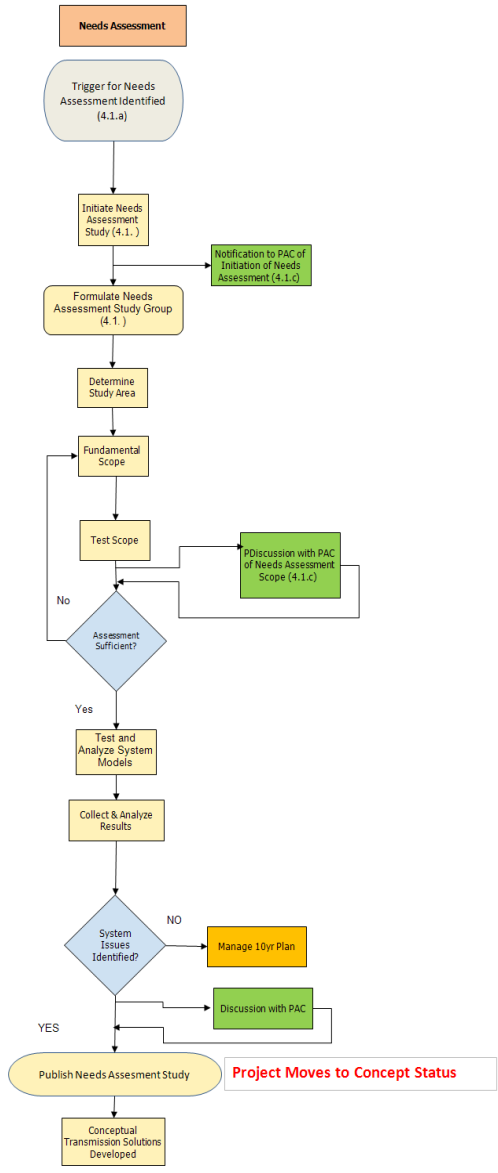 Needs Assessment
Trigger for Needs
Assessment Identified
(4.1.a)
Initiate Needs
Assessment
Study (4.1. )
Notification to PAC of
Initiation of Needs
Assessment (4.1.c)
Formulate Needs
Assessment Study Group
(4.1. )
Determine
Study Area
Fundamental
Scope
Test Scope
PDiscussion with PAC
of Needs Assessment
Scope (4.1.c)
No
Assessment
Sufficient?
Yes
Test and
Analyze System
Models
Collect & Analyze
Results
NO
System
Issues
Identified?
Manage 10yr Plan
Discussion with PAC
YES
Publish Needs Assesment Study
Project Moves to Concept Status
Conceptual
Transmission Solutions
Developed